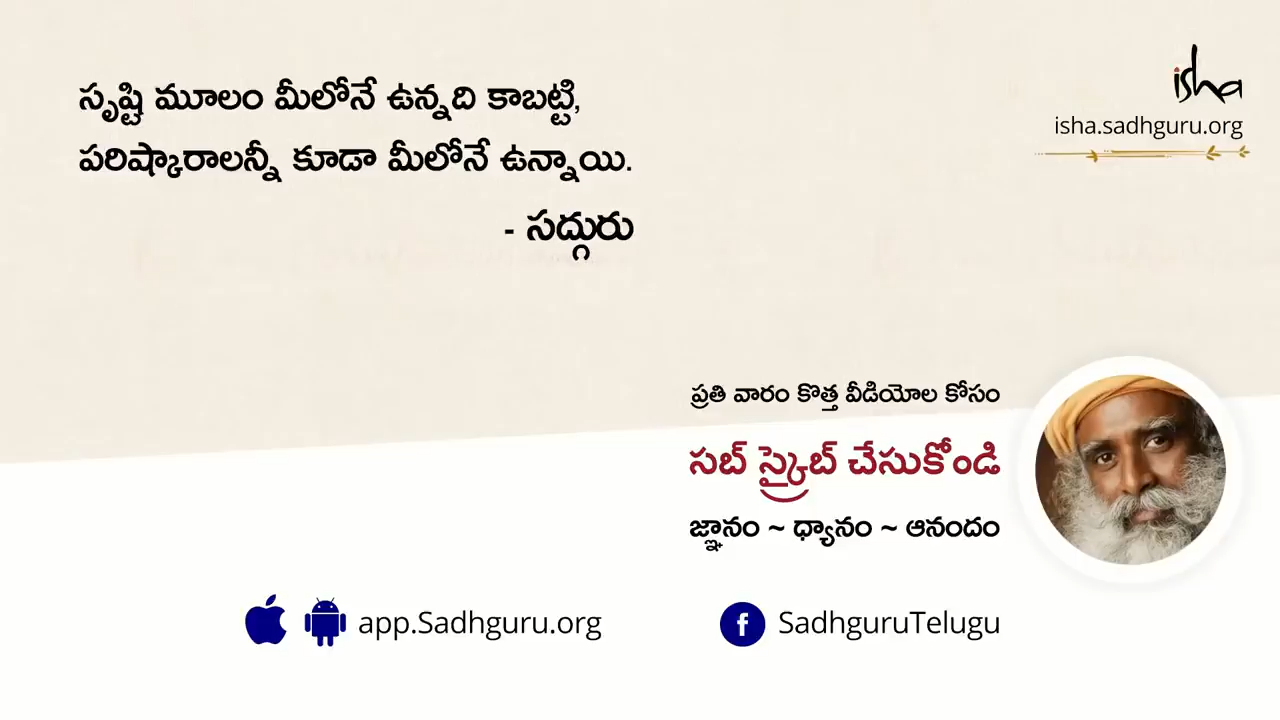 సృష్టి మూలం మీలోనే ఉన్నది కాబట్టి,
పరిష్కారాలన్నీ కూడా మీలోనే ఉన్నాయి.
- సద్గురు
isha
isha.sadhguru.org
ప్రతి వారం కొత్త వీడియోల కోసం
సబ్ స్క్రైబ్ చేసుకోండి
జ్ఞానం ~ ధ్యానం ~ ఆనందం
app.Sadhguru.org
f SadhguruTelugu